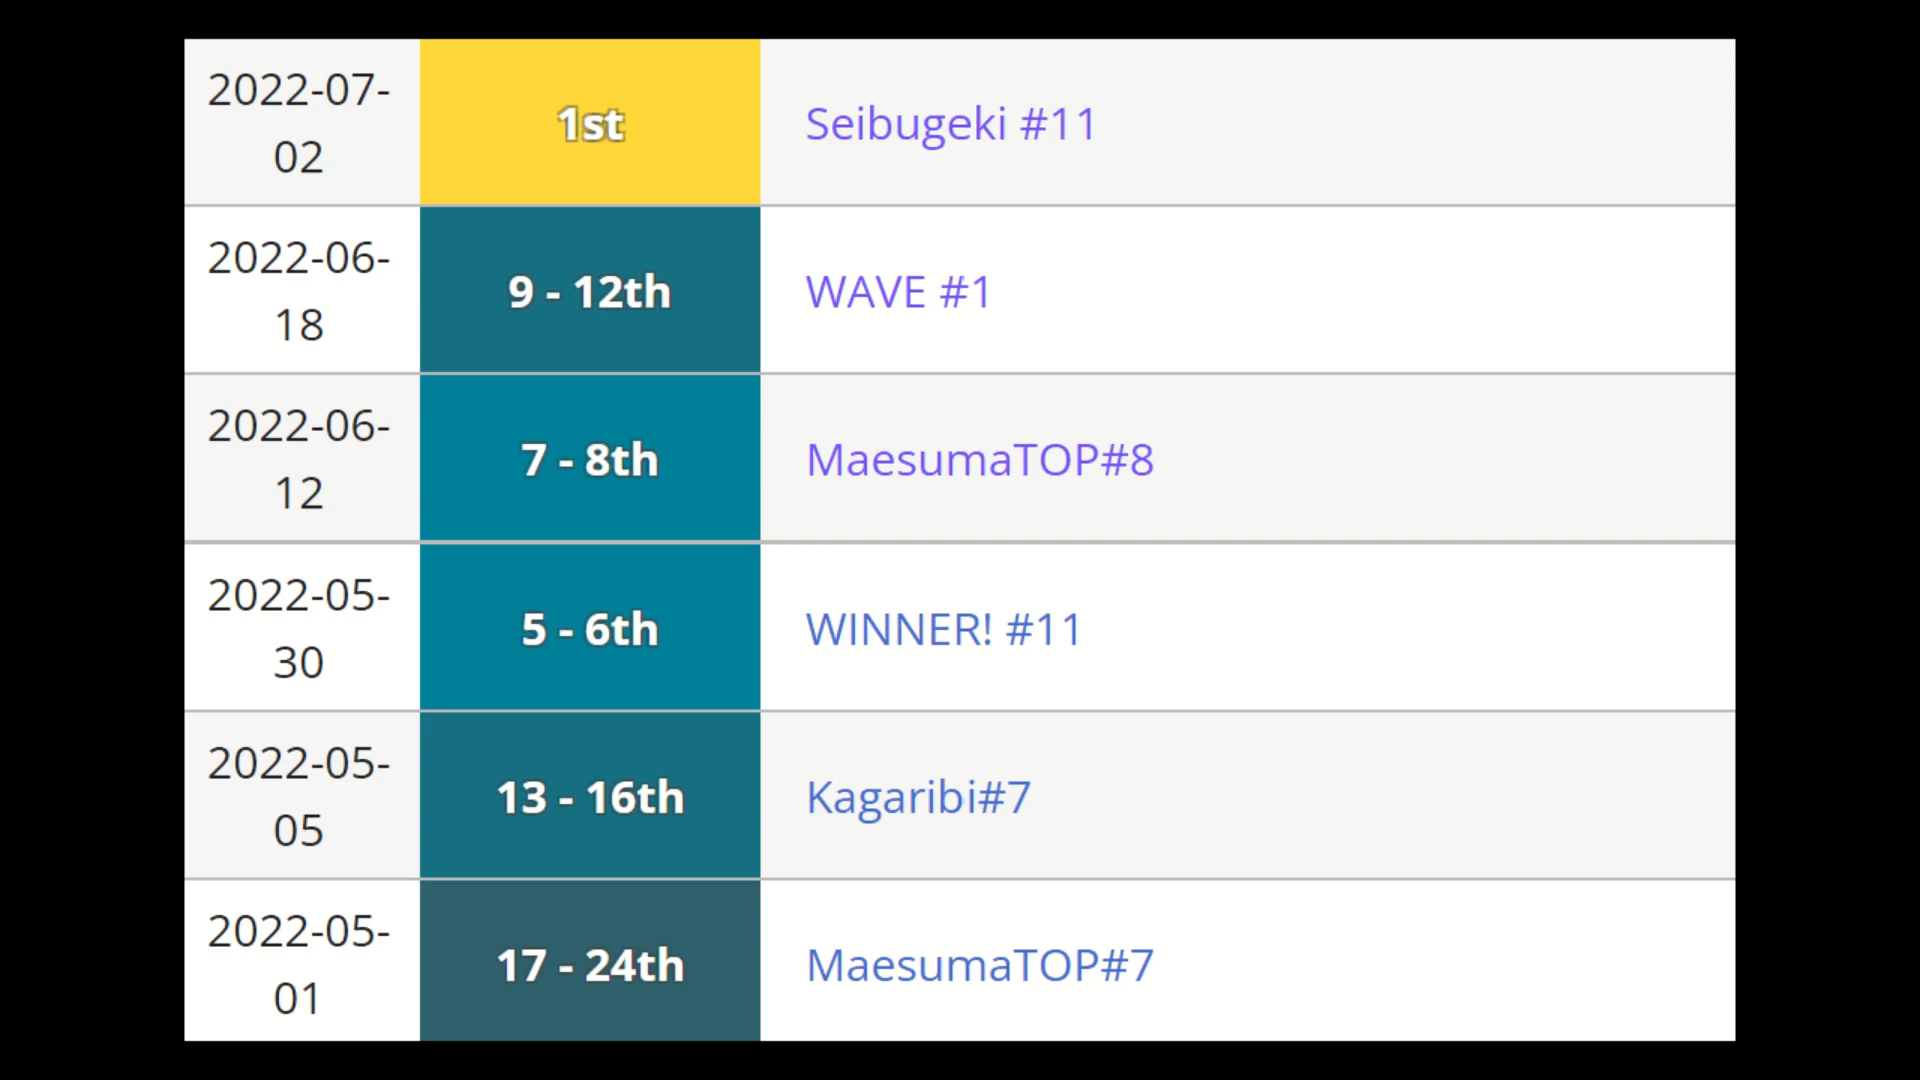 2022-07-
02
1st
Seibugeki #11
2022-06-
18
9 - 12th
WAVE #1
2022-06-
12
7 - 8th
MaesumaTOP#8
2022-05-
30
5 - 6th
WINNER! #11
2022-05-
05
13 - 16th
Kagaribi#7
2022-05-
01
17 - 24th
MaesumaTOP#7